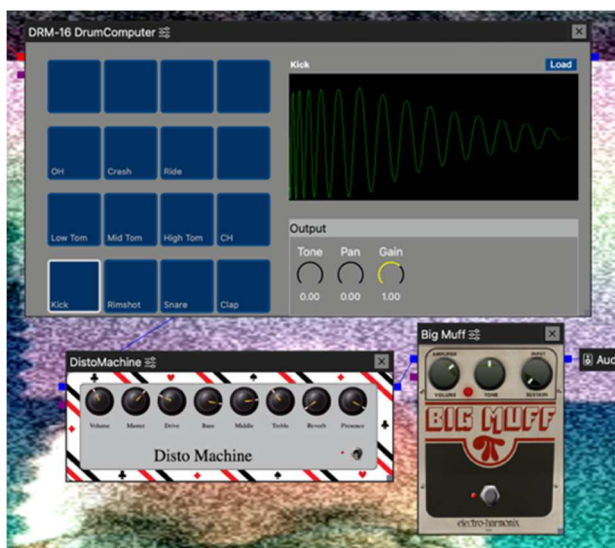 DRM-16 DrumComputer
Kick
Load
OH Crash Ride
Low Tom Mid Tom High Tom CH
Kick Rimshot Snare Clap
Output
Tone Pan Gain
0.00 0.00 1.00
DistoMachine
Volume Master Drive Bass Middle Treble Reverb Presence
Disto Machine
Big Muff
AMPLIFIER INPUT
VOLUME TONE SUSTAIN
BIG MUFF
electro-harmonix
Aud